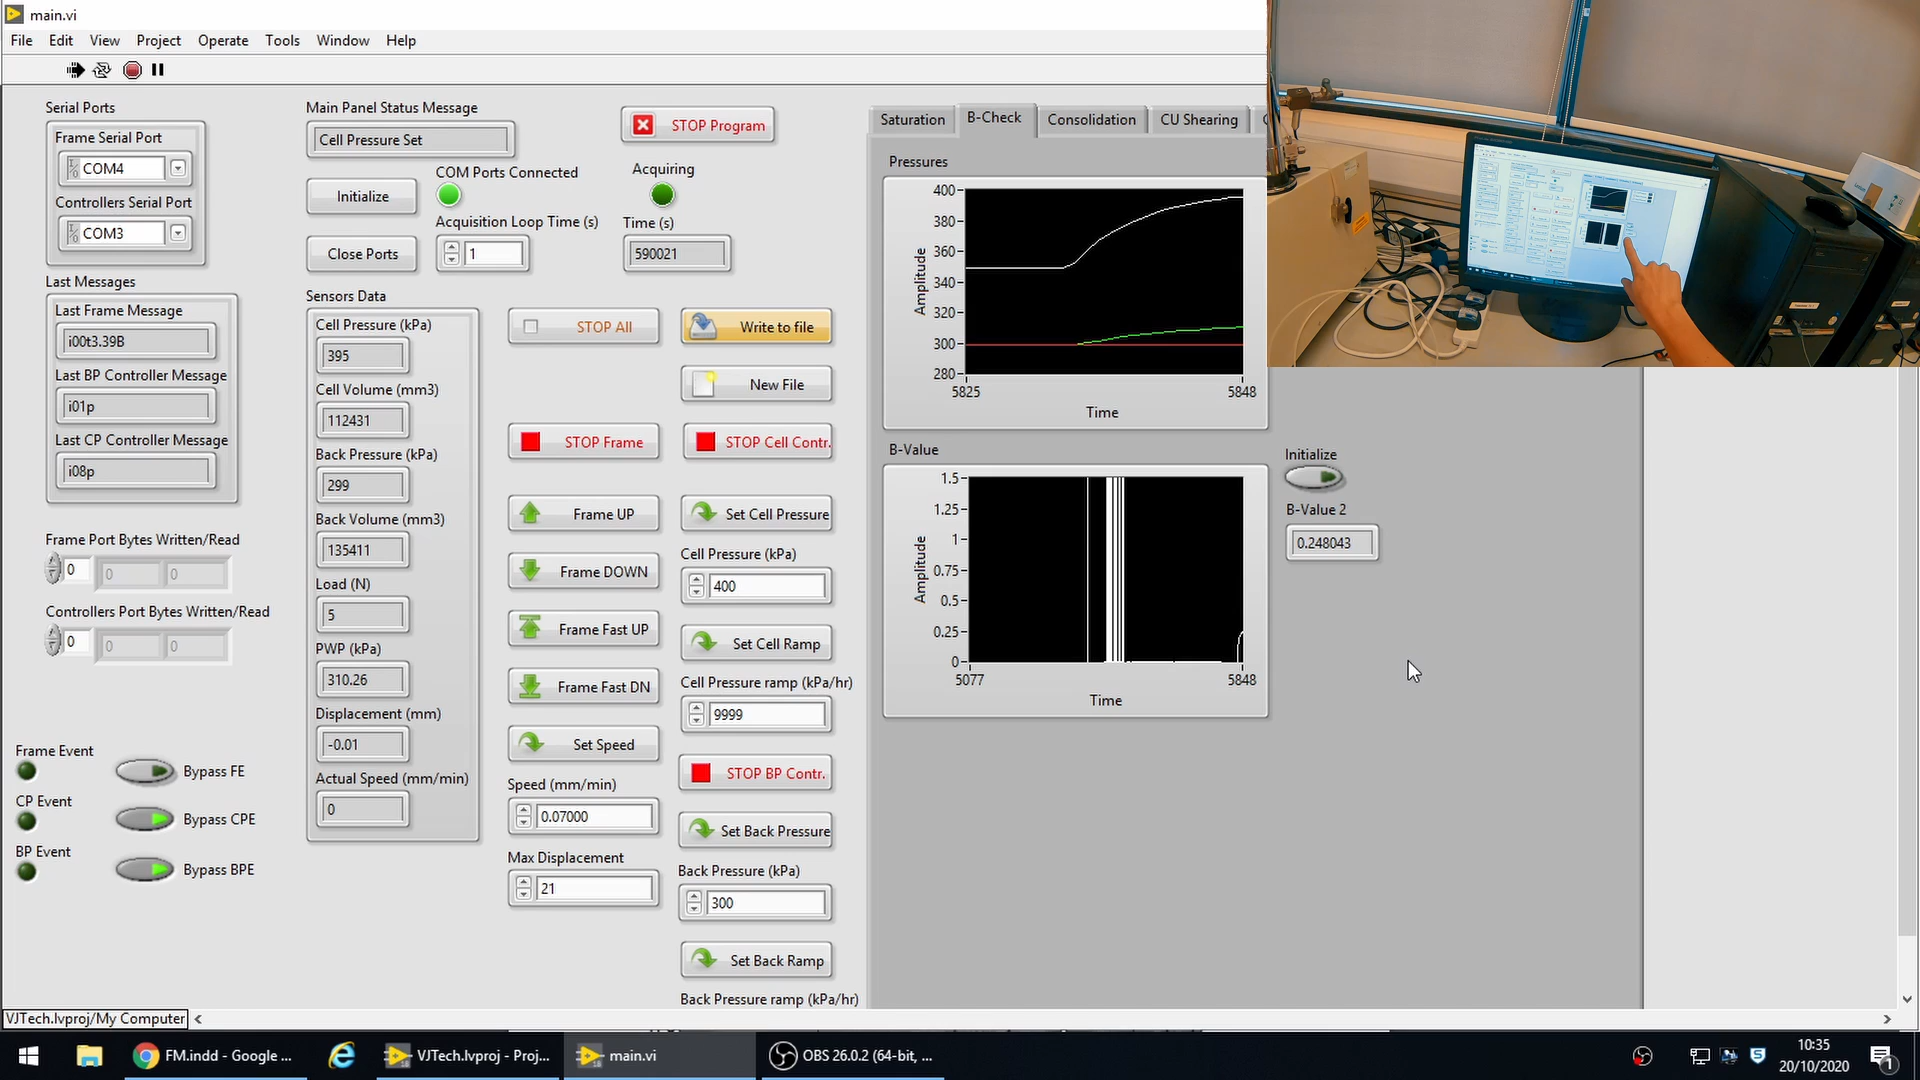 main.vi
File Edit View Project Operate Tools Window Help
Serial Ports
Frame Serial Port
COM4
Controllers Serial Port
COM3
Last Messages
Last Frame Message
i00t3.39B
Last BP Controller Message
i01p
Last CP Controller Message
i08p
Frame Port Bytes Written/Read
0 0 0
Controllers Port Bytes Written/Read
0 0 0
Frame Event
Bypass FE
CP Event
Bypass CPE
BP Event
Bypass BPE
Main Panel Status Message
Cell Pressure Set
STOP Program
Initialize
COM Ports Connected
Acquiring
Close Ports
Acquisition Loop Time (s)
1
Time (s)
590021
Sensors Data
Cell Pressure (kPa)
395
Cell Volume (mm3)
112431
Back Pressure (kPa)
299
Back Volume (mm3)
135411
Load (N)
5
PWP (kPa)
310.26
Displacement (mm)
-0.01
Actual Speed (mm/min)
0
STOP All
STOP Frame
Frame UP
Frame DOWN
Frame Fast UP
Frame Fast DN
Set Speed
Speed (mm/min)
0.07000
Max Displacement
21
Write to file
New File
STOP Cell Contr.
Set Cell Pressure
Cell Pressure (kPa)
400
Set Cell Ramp
Cell Pressure ramp (kPa/hr)
9999
STOP BP Contr.
Set Back Pressure
Back Pressure (kPa)
300
Set Back Ramp
Back Pressure ramp (kPa/hr)
Saturation B-Check Consolidation CU Shearing
Pressures
Amplitude
400
380
360
340
320
300
280
5825 5848
Time
B-Value
Amplitude
1.5
1.25
1
0.75
0.5
0.25
0
5077 5848
Time
Initialize
B-Value 2
0.248043
VJTech.lvproj/My Computer
FM.indd - Google ...
VJTech.lvproj - Proj...
main.vi
OBS 26.0.2 (64-bit, ...
10:35
20/10/2020
1